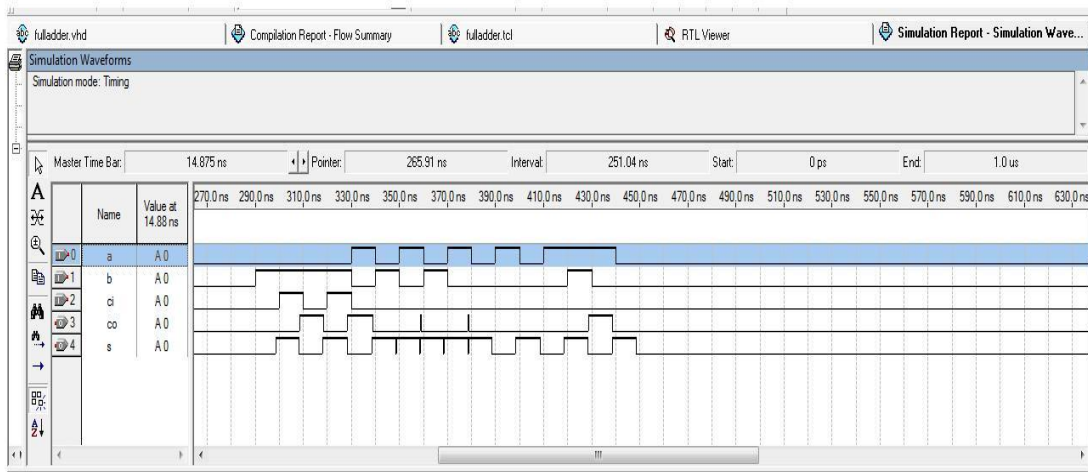 fulladder.vhd Compilation Report - Flow Summary fulladder.tcl RTL Viewer Simulation Report - Simulation Wave...
Simulation Waveforms
Simulation mode: Timing
Master Time Bar: 14.875 ns Pointer: 265.91 ns Interval: 251.04 ns Start: 0 ps End: 1.0 us
Name Value at 14.88 ns
270.0 ns 290.0 ns 310.0 ns 330.0 ns 350.0 ns 370.0 ns 390.0 ns 410.0 ns 430.0 ns 450.0 ns 470.0 ns 490.0 ns 510.0 ns 530.0 ns 550.0 ns 570.0 ns 590.0 ns 610.0 ns 630.0 ns
0 a A 0
1 b A 0
2 ci A 0
3 co A 0
4 s A 0